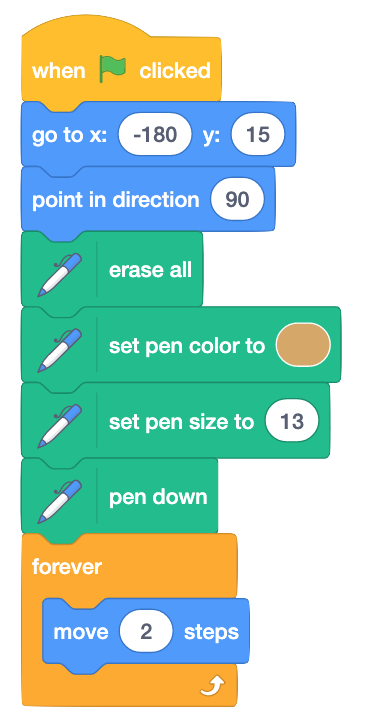 when clicked
go to x: -180 y: 15
point in direction 90
erase all
set pen color to
set pen size to 13
pen down
forever
move 2 steps